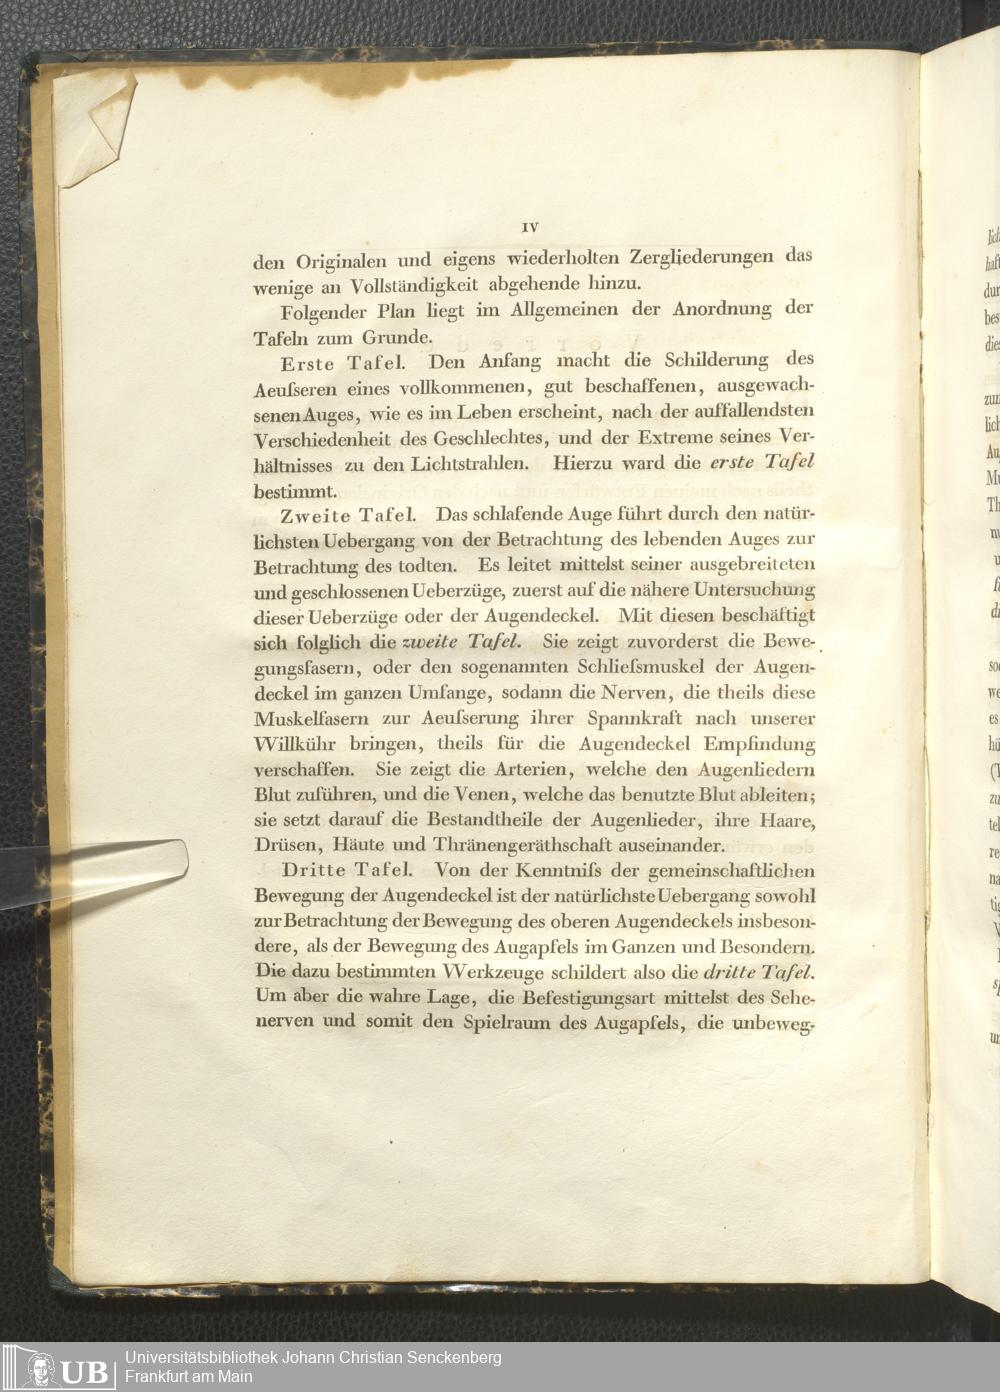 IV
den Originalen und eigens wiederholten Zergliederungen das
wenige an Vollständigkeit abgehende hinzu.
Folgender Plan liegt im Allgemeinen der Anordnung der
Tafeln zum Grunde.
Erste Tafel. Den Anfang macht die Schilderung des
Aeuſseren eines vollkommenen, gut beschaffenen, ausgewach-
senen Auges, wie es im Leben erscheint, nach der auffallendsten
Verschiedenheit des Geschlechtes, und der Extreme seines Ver-
hältnisses zu den Lichtstrahlen. Hierzu ward die erste Tafel
bestimmt.
Zweite Tafel. Das schlafende Auge führt durch den natür-
lichsten Uebergang von der Betrachtung des lebenden Auges zur
Betrachtung des todten. Es leitet mittelst seiner ausgebreiteten
und geschlossenen Ueberzüge, zuerst auf die nähere Untersuchung
dieser Ueberzüge oder der Augendeckel. Mit diesen beschäftigt
sich folglich die zweite Tafel. Sie zeigt zuvorderst die Bewe-
gungsfasern, oder den sogenannten Schlieſsmuskel der Augen-
deckel im ganzen Umfange, sodann die Nerven, die theils diese
Muskelfasern zur Aeuſserung ihrer Spannkraft nach unserer
Willkühr bringen, theils für die Augendeckel Empfindung
verschaffen. Sie zeigt die Arterien, welche den Augenliedern
Blut zuführen, und die Venen, welche das benutzte Blut ableiten;
sie setzt darauf die Bestandtheile der Augenlieder, ihre Haare,
Drüsen, Häute und Thränengeräthschaft auseinander.
Dritte Tafel. Von der Kenntniſs der gemeinschaftlichen
Bewegung der Augendeckel ist der natürlichste Uebergang sowohl
zur Betrachtung der Bewegung des oberen Augendeckels insbeson-
dere, als der Bewegung des Augapfels im Ganzen und Besondern.
Die dazu bestimmten Werkzeuge schildert also die dritte Tafel.
Um aber die wahre Lage, die Befestigungsart mittelst des Sehe-
nerven und somit den Spielraum des Augapfels, die unbeweg-
UB
Universitätsbibliothek Johann Christian Senckenberg
Frankfurt am Main